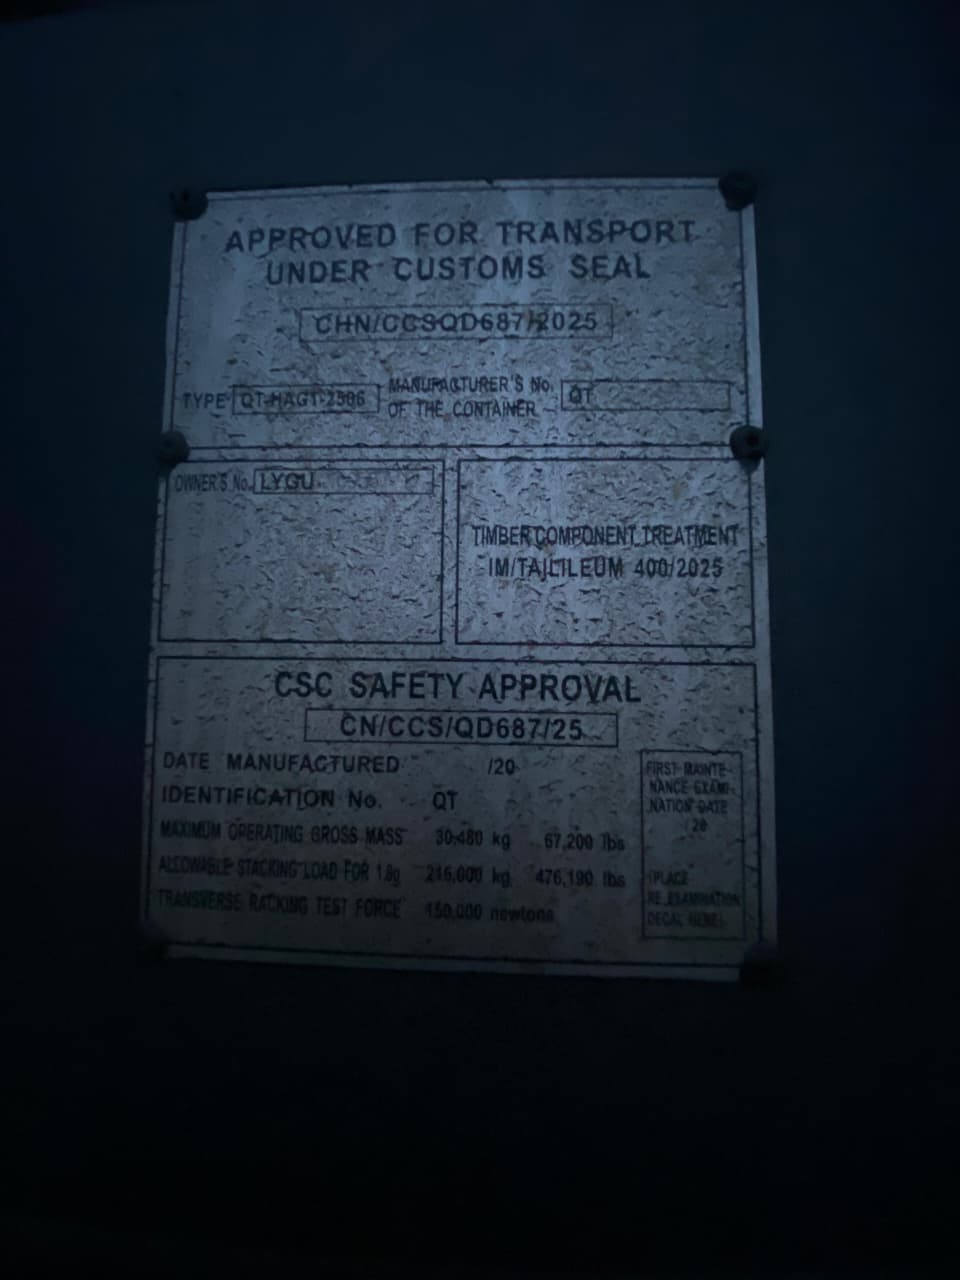 APPROVED FOR TRANSPORT
UNDER CUSTOMS SEAL
CHN/CCSQD687/2025
TYPE QT-HAGT-2506
MANUFACTURER'S No.
OF THE CONTAINER
QT
OWNER'S No. LYGU
TIMBER COMPONENT TREATMENT
IM/TAILILEUM 400/2025
CSC SAFETY APPROVAL
CN/CCS/QD687/25
DATE MANUFACTURED /20
IDENTIFICATION No. QT
MAXIMUM OPERATING GROSS MASS 30,480 kg 67,200 lbs
ALLOWABLE STACKING LOAD FOR 1.8g 216,000 kg 476,190 lbs
TRANSVERSE RACKING TEST FORCE 150,000 newtons
FIRST MAINTE-
NANCE EXAMI-
NATION DATE
/20
(PLACE
RE_EXAMINATION
DECAL HERE)